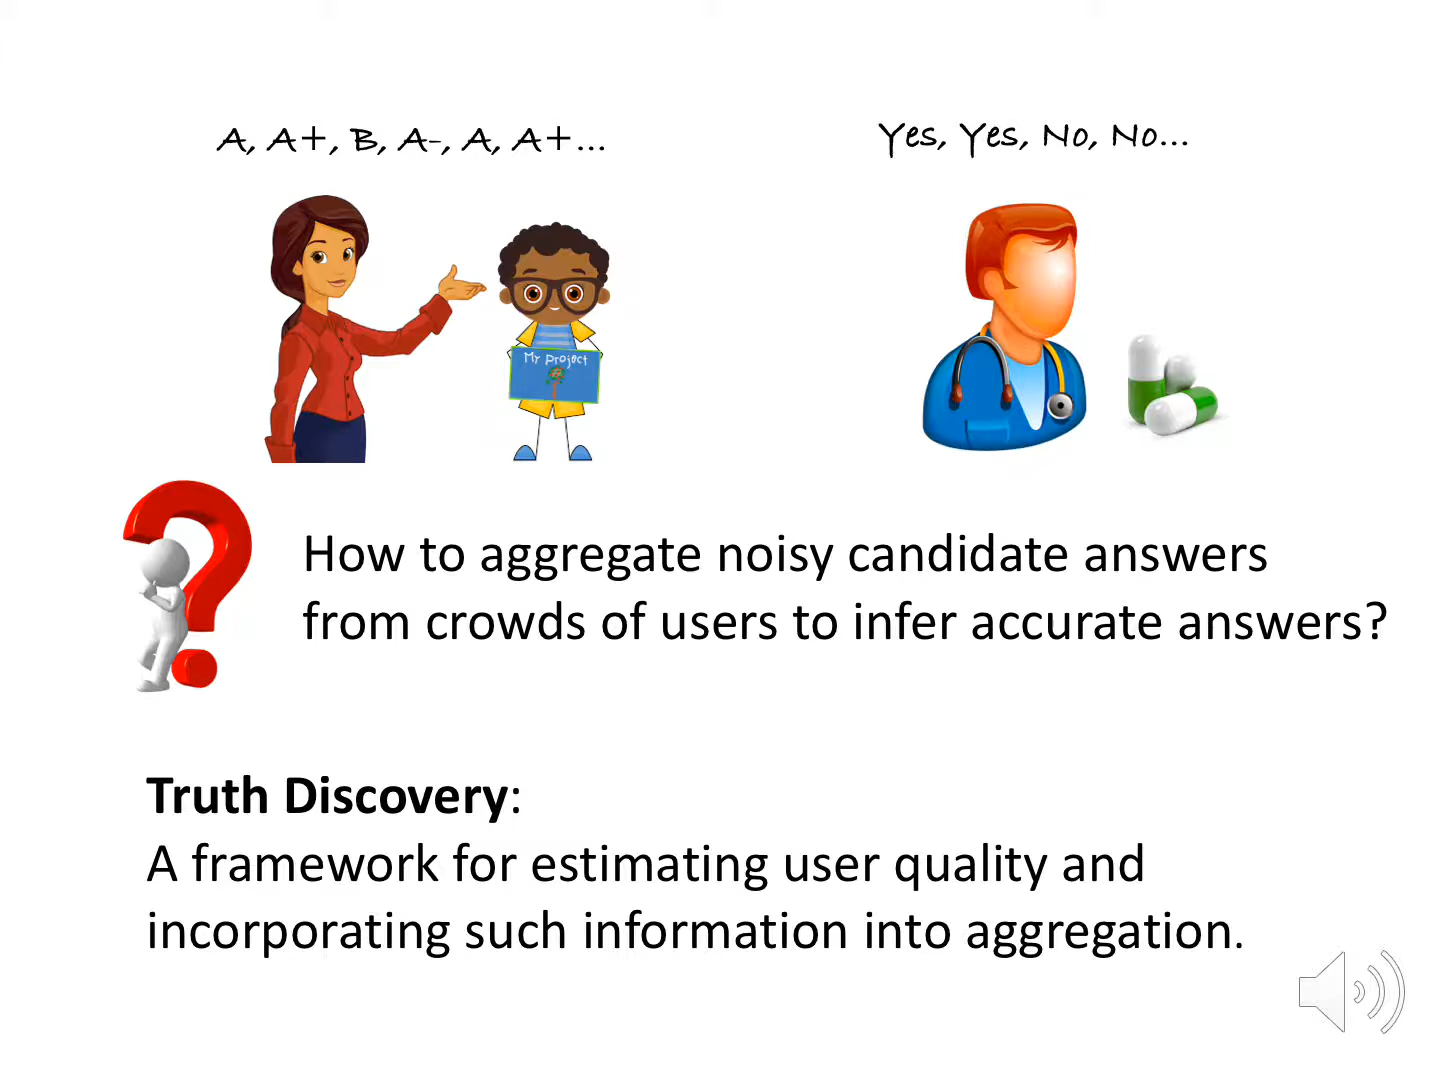 A, A+, B, A-, A, A+...
Yes, Yes, No, No...
My Project
How to aggregate noisy candidate answers
from crowds of users to infer accurate answers?
Truth Discovery:
A framework for estimating user quality and
incorporating such information into aggregation.